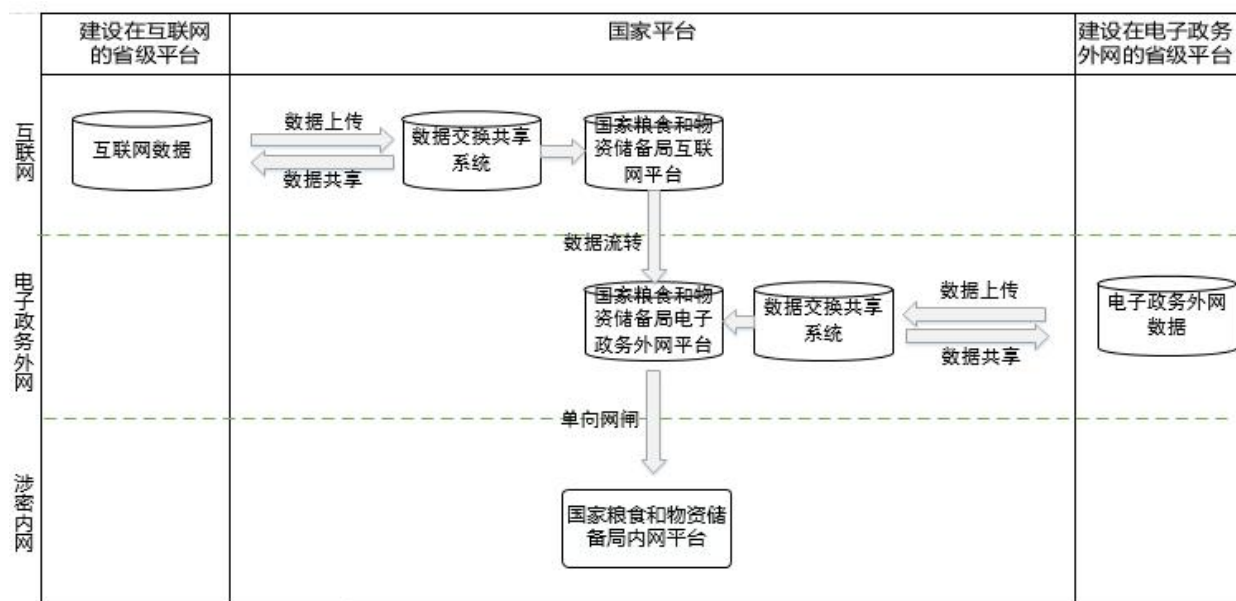 建设在互联网
的省级平台
国家平台
建设在电子政务
外网的省级平台
互联网
互联网数据
数据上传
数据共享
数据交换共享
系统
国家粮食和物
资储备局互联
网平台
数据流转
电子政务外网
国家粮食和物
资储备局电子
政务外网平台
数据交换共享
系统
数据上传
数据共享
电子政务外网
数据
单向网闸
涉密内网
国家粮食和物资储
备局内网平台